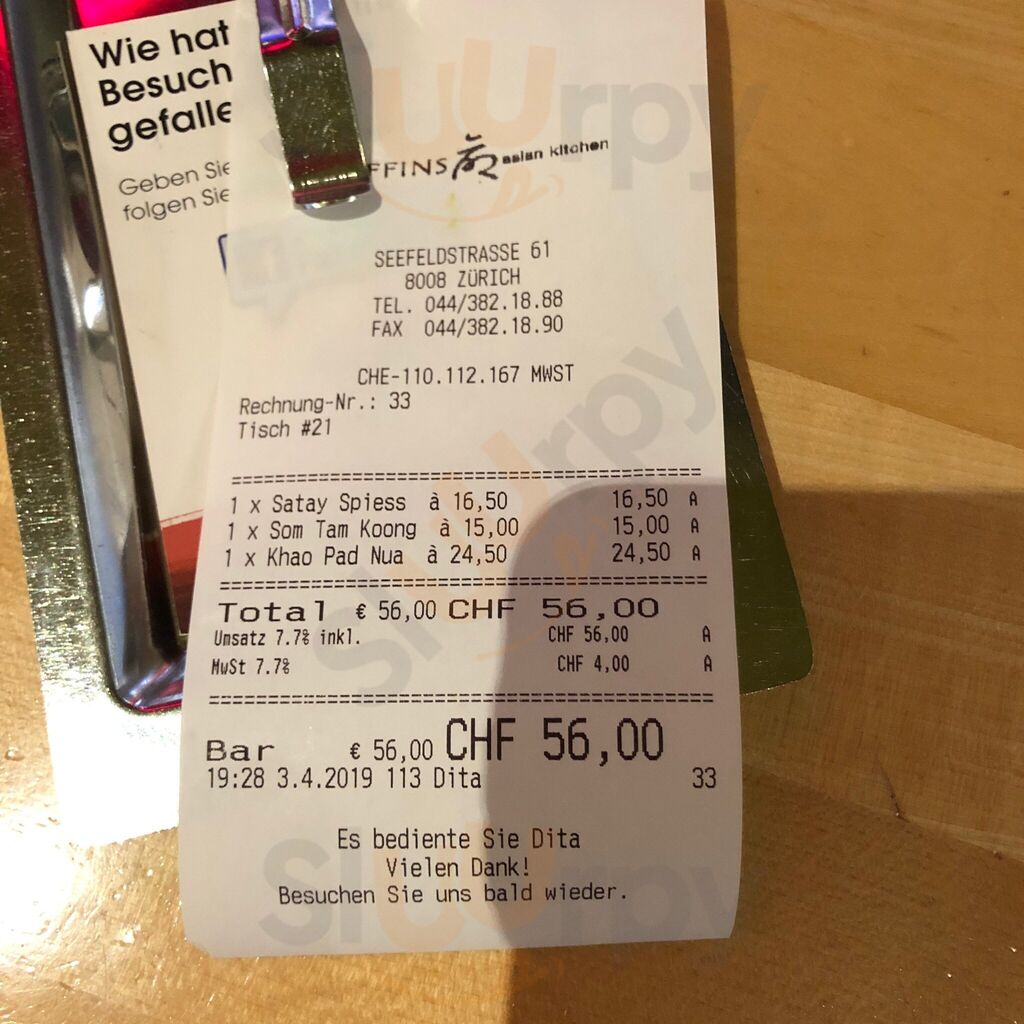 Wie hat
Besuch
gefalle
Geben Sie
folgen Sie
FFINS asian kitchen
SEEFELDSTRASSE 61
8008 ZÜRICH
TEL. 044/382.18.88
FAX 044/382.18.90
CHE-110.112.167 MWST
Rechnung-Nr.: 33
Tisch #21
1 x Satay Spiess à 16,50 16,50 A
1 x Som Tam Koong à 15,00 15,00 A
1 x Khao Pad Nua à 24,50 24,50 A
Total € 56,00 CHF 56,00
Umsatz 7.7% inkl. CHF 56,00 A
MwSt 7.7% CHF 4,00 A
Bar € 56,00 CHF 56,00
19:28 3.4.2019 113 Dita 33
Es bediente Sie Dita
Vielen Dank!
Besuchen Sie uns bald wieder.
Sluurpy
Sluurpy
Sluurpy